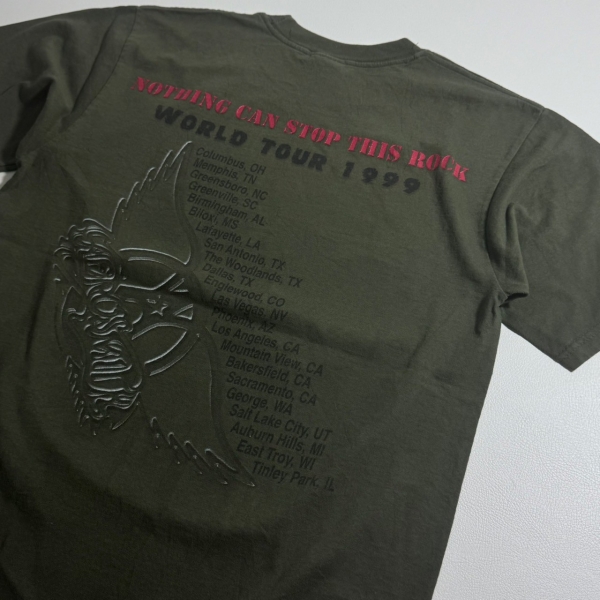 NOTHING CAN STOP THIS ROCK
WORLD TOUR 1999
Columbus, OH
Memphis, TN
Greensboro, NC
Greenville, SC
Birmingham, AL
Biloxi, MS
Lafayette, LA
San Antonio, TX
The Woodlands, TX
Dallas, TX
Englewood, CO
Las Vegas, NV
Phoenix, AZ
Los Angeles, CA
Mountain View, CA
Bakersfield, CA
Sacramento, CA
George, WA
Salt Lake City, UT
Auburn Hills, MI
East Troy, WI
Tinley Park, IL